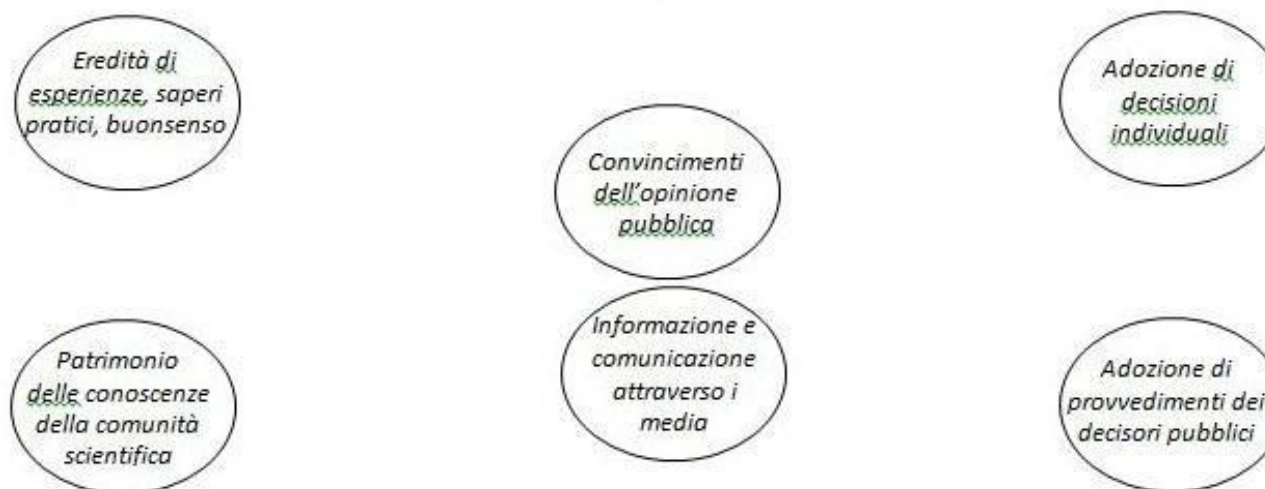 Eredità di
esperienze, saperi
pratici, buonsenso
Adozione di
decisioni
individuali
Convincimenti
dell'opinione
pubblica
Informazione e
comunicazione
attraverso i
media
Patrimonio
delle conoscenze
della comunità
scientifica
Adozione di
provvedimenti dei
decisori pubblici